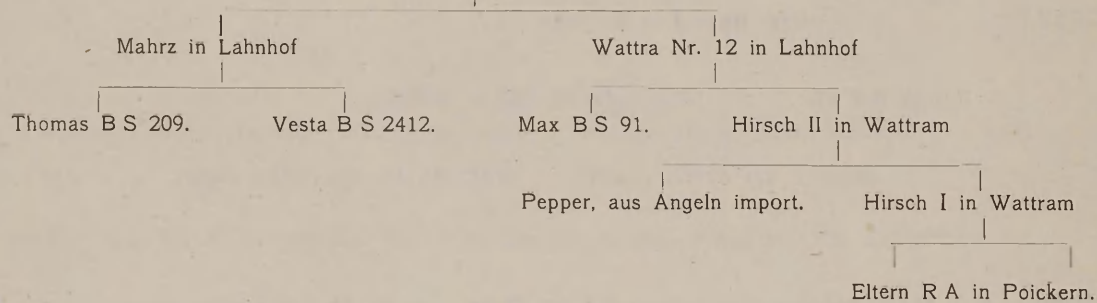 Mahrz in Lahnhof Wattra Nr. 12 in Lahnhof
Thomas B S 209. Vesta B S 2412. Max B S 91. Hirsch II in Wattram
Pepper, aus Angeln import. Hirsch I in Wattram
Eltern R A in Poickern.